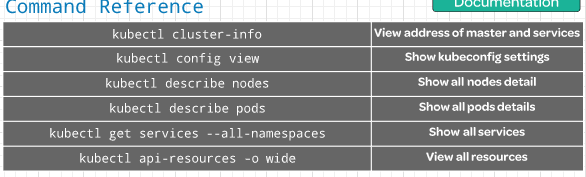 Command Reference
Documentation
kubectl cluster-info View address of master and services
kubectl config view Show kubeconfig settings
kubectl describe nodes Show all nodes detail
kubectl describe pods Show all pods details
kubectl get services --all-namespaces Show all services
kubectl api-resources -o wide View all resources